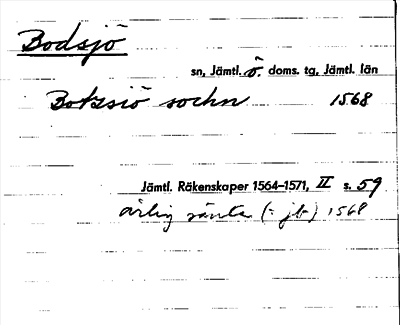 Bodsjö
sn, Jämtl. ö. doms. tg, Jämtl. län
Botzsiö sochn 1568
Jämtl. Räkenskaper 1564–1571, II s. 59
årlig ränta (= jb) 1568